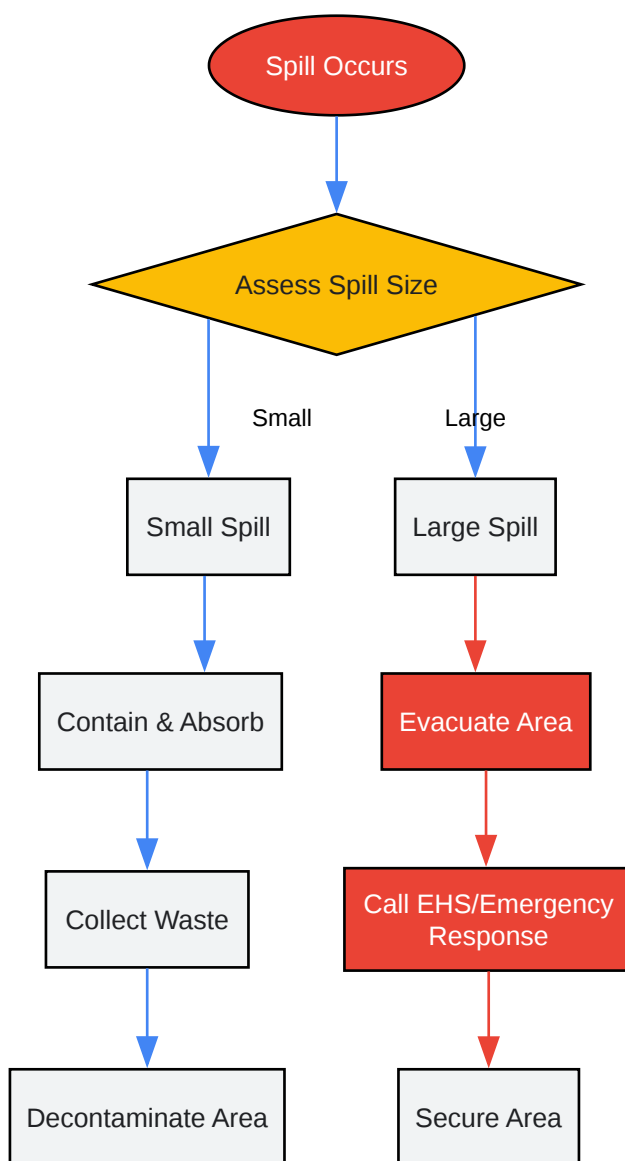 Spill Occurs
Assess Spill Size
Small
Large
Small Spill
Large Spill
Contain & Absorb
Evacuate Area
Collect Waste
Call EHS/Emergency
Response
Decontaminate Area
Secure Area